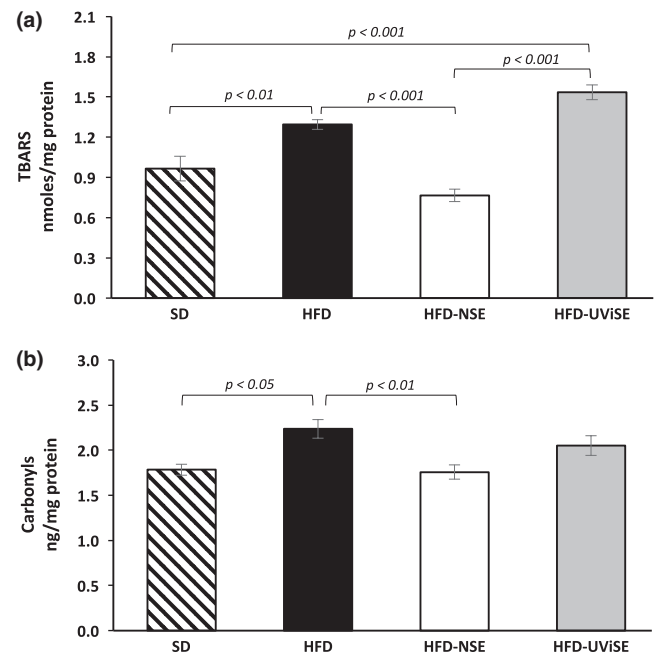 (a)
2.1
1.8
1.5
1.2
0.9
0.6
0.3
0.0
TBARS
nmoles/mg protein
p < 0.001
p < 0.001
p < 0.01
p < 0.001
SD
HFD
HFD-NSE
HFD-UViSE
(b)
3.0
2.5
2.0
1.5
1.0
0.5
0.0
Carbonyls
ng/mg protein
p < 0.05
p < 0.01
SD
HFD
HFD-NSE
HFD-UViSE